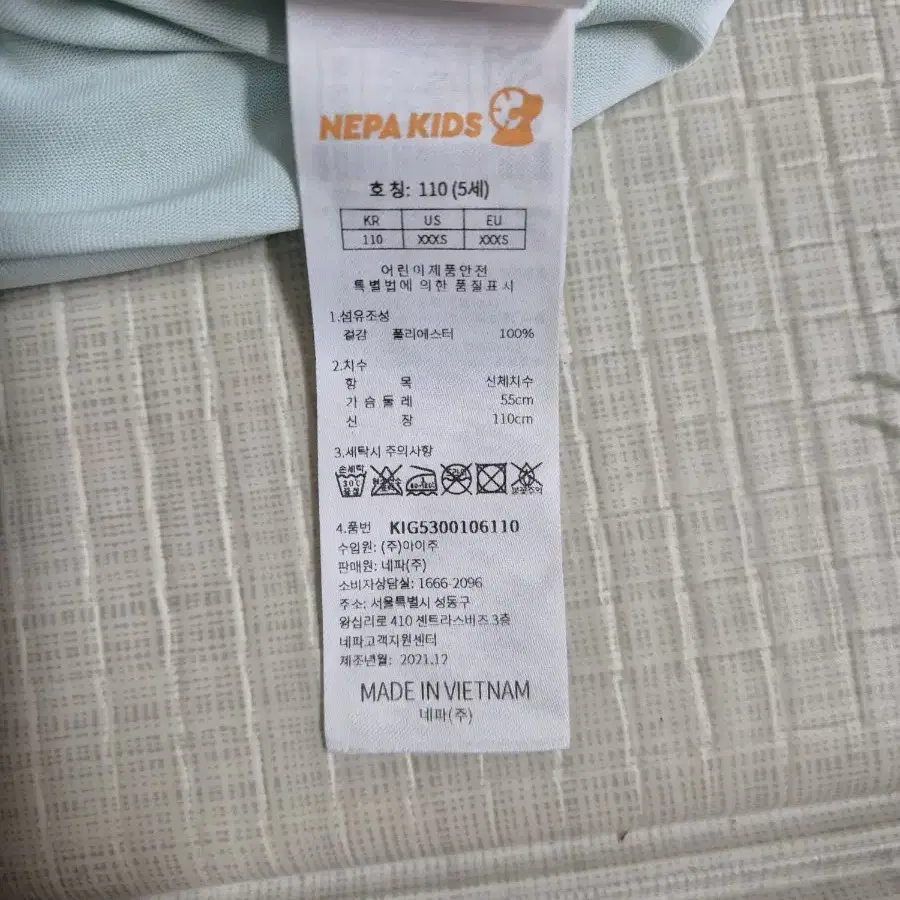 NEPA KIDS
호칭: 110 (5세)
KR US EU
110 XXXS XXXS
어린이제품안전
특별법에 의한 품질표시
1.섬유조성
겉감 폴리에스터 100%
2.치수
항 목 신체치수
가 슴 둘 레 55cm
신 장 110cm
3.세탁시 주의사항
손세탁
30℃
중성
4.품번 KIG5300106110
수입원: (주)아이주
판매원: 네파(주)
소비자상담실: 1666-2096
주소: 서울특별시 성동구
왕십리로 410 센트라스비즈 3층
네파고객지원센터
제조년월: 2021.12
MADE IN VIETNAM
네파(주)